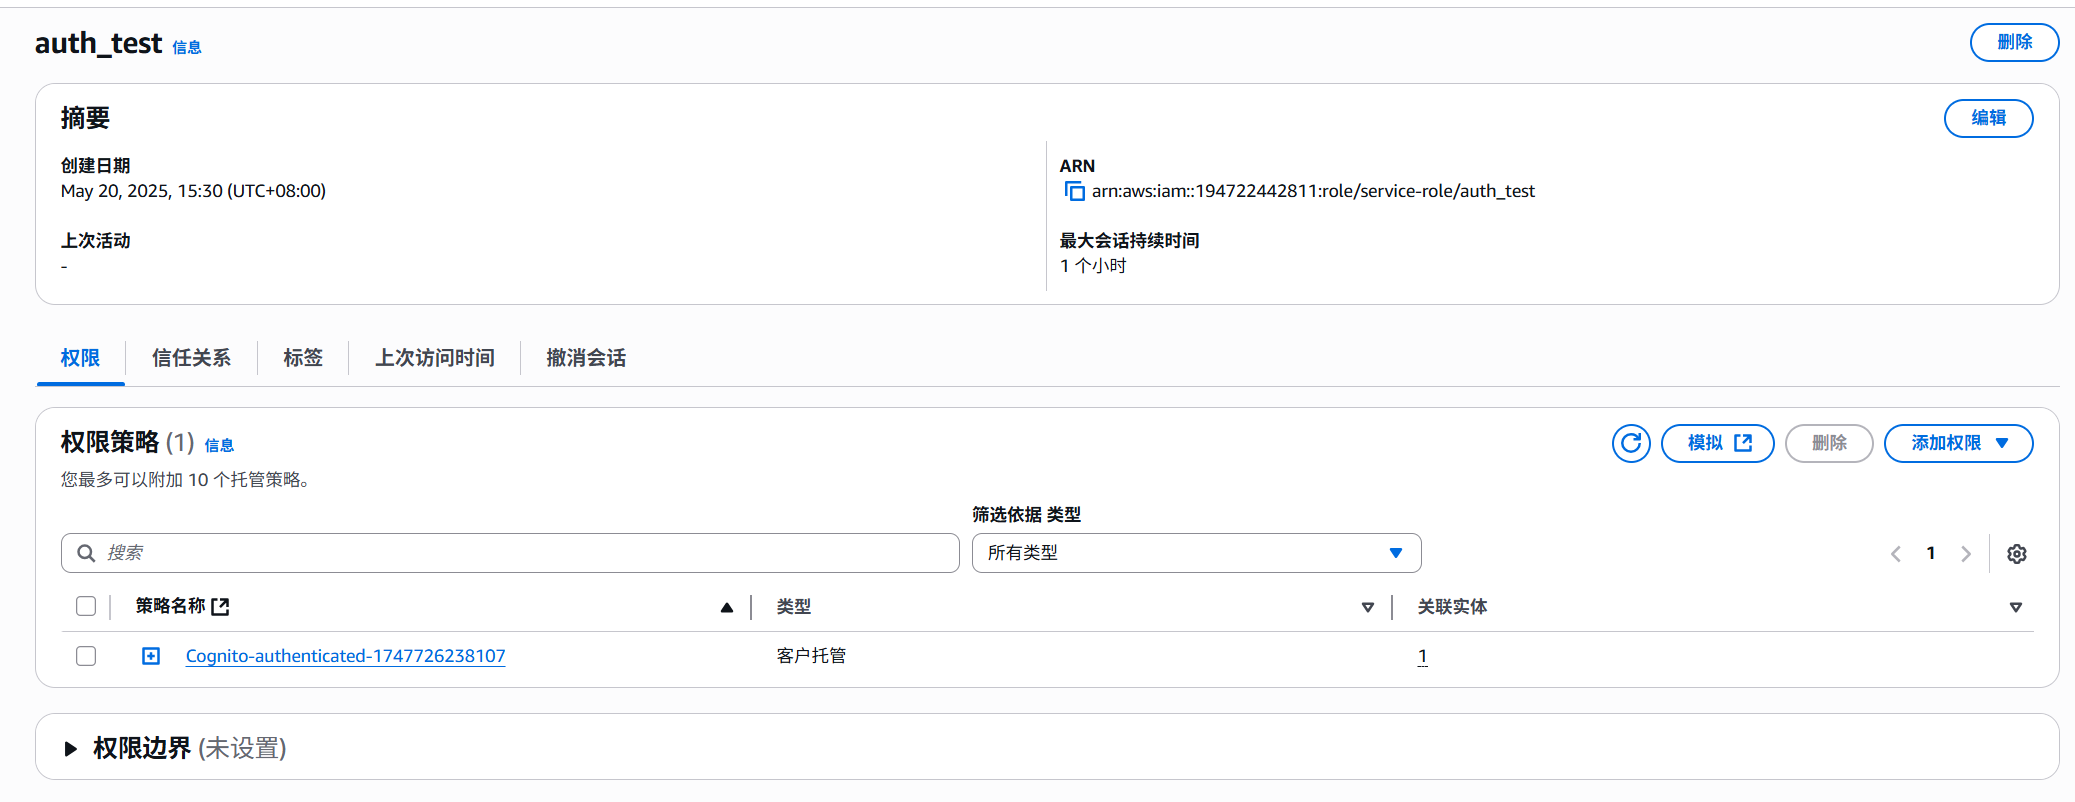 auth_test 信息
删除
摘要
编辑
创建日期
May 20, 2025, 15:30 (UTC+08:00)
ARN
arn:aws:iam::194722442811:role/service-role/auth_test
上次活动
-
最大会话持续时间
1 个小时
权限 信任关系 标签 上次访问时间 撤消会话
权限策略 (1) 信息
模拟 删除 添加权限
您最多可以附加 10 个托管策略。
筛选依据 类型
搜索
所有类型
1
策略名称 类型 关联实体
Cognito-authenticated-1747726238107 客户托管 1
权限边界 (未设置)